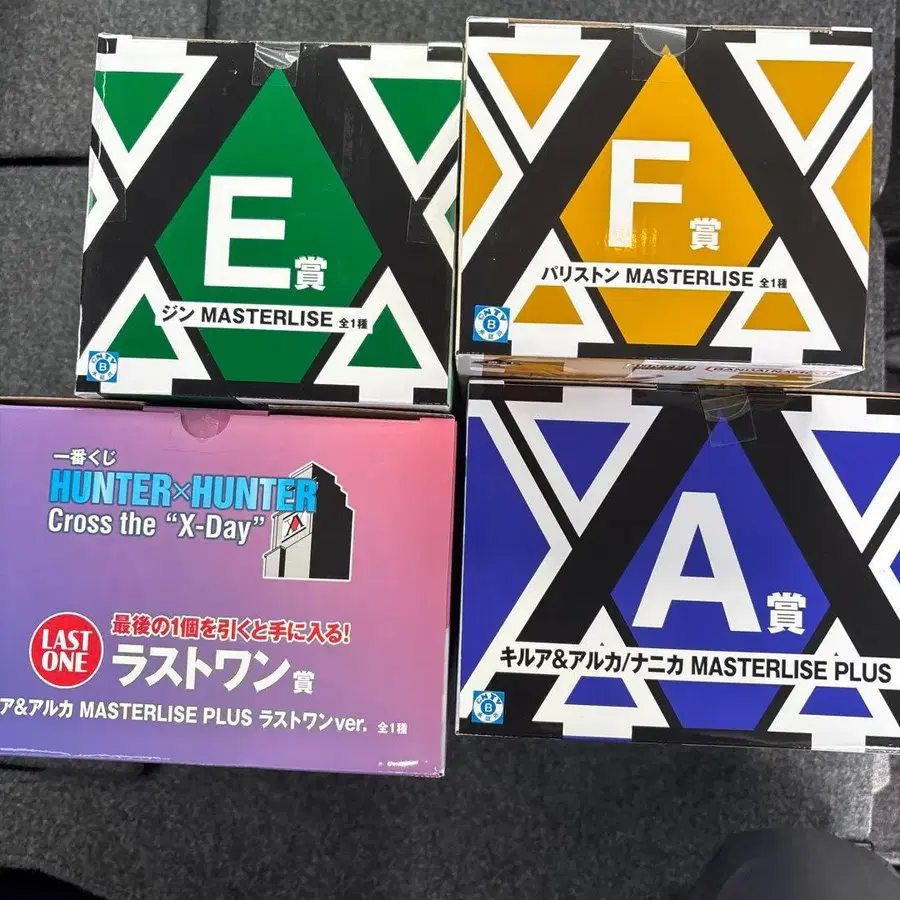 E賞
ジン MASTERLISE 全1種
F賞
パリストン MASTERLISE 全1種
一番くじ
HUNTER×HUNTER
Cross the “X-Day”
LAST
ONE
最後の1個を引くと手に入る!
ラストワン賞
ア&アルカ MASTERLISE PLUS ラストワンver. 全1種
A賞
キルア&アルカ/ナニカ MASTERLISE PLUS